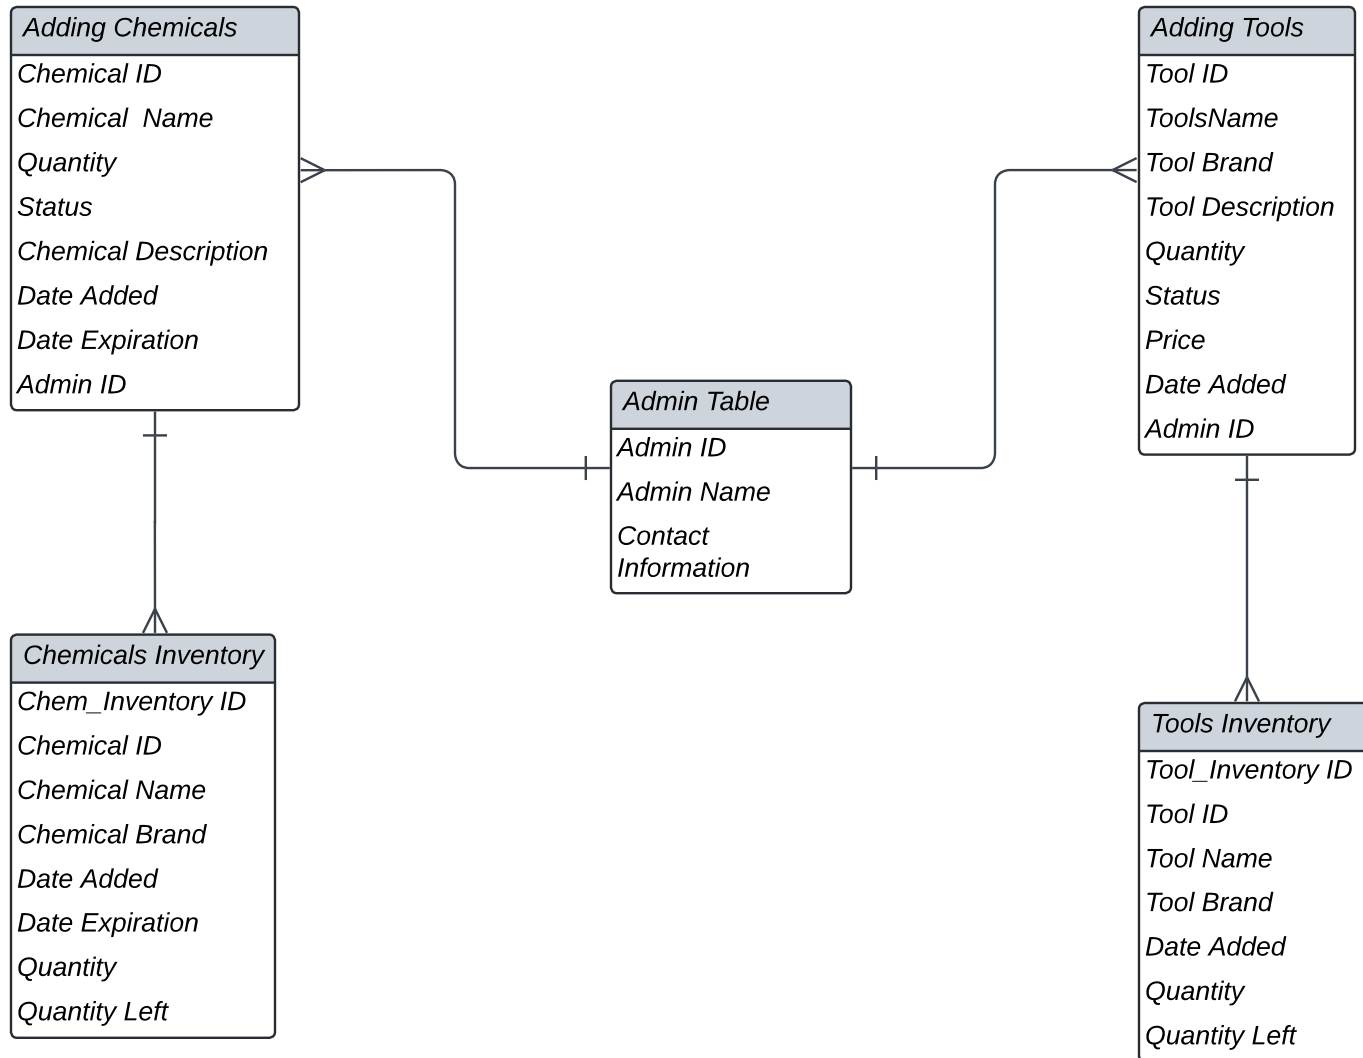 Adding Chemicals
Chemical ID
Chemical  Name
Quantity
Status
Chemical Description
Date Added
Date Expiration
Admin ID
Adding Tools
Tool ID
ToolsName
Tool Brand
Tool Description
Quantity
Status
Price
Date Added
Admin ID
Admin Table
Admin ID
Admin Name
Contact
Information
Chemicals Inventory
Chem_Inventory ID
Chemical ID
Chemical Name
Chemical Brand
Date Added
Date Expiration
Quantity
Quantity Left
Tools Inventory
Tool_Inventory ID
Tool ID
Tool Name
Tool Brand
Date Added
Quantity
Quantity Left